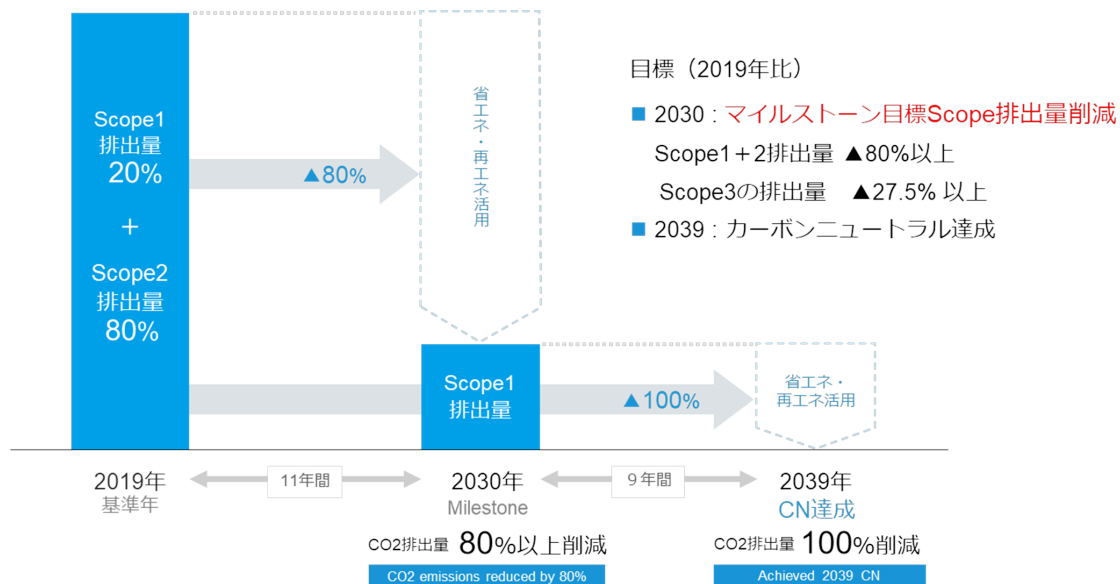 Scope1
排出量
20%
+
Scope2
排出量
80%
▲80%
省エネ・再エネ活用
目標（2019年比）
■ 2030：マイルストーン目標Scope排出量削減
Scope1＋2排出量 ▲80%以上
Scope3の排出量 ▲27.5% 以上
■ 2039：カーボンニュートラル達成
Scope1
排出量
▲100%
省エネ・
再エネ活用
2019年
基準年
11年間
2030年
Milestone
9年間
2039年
CN達成
CO2排出量 80%以上削減
CO2 emissions reduced by 80%
CO2排出量 100%削減
Achieved 2039 CN